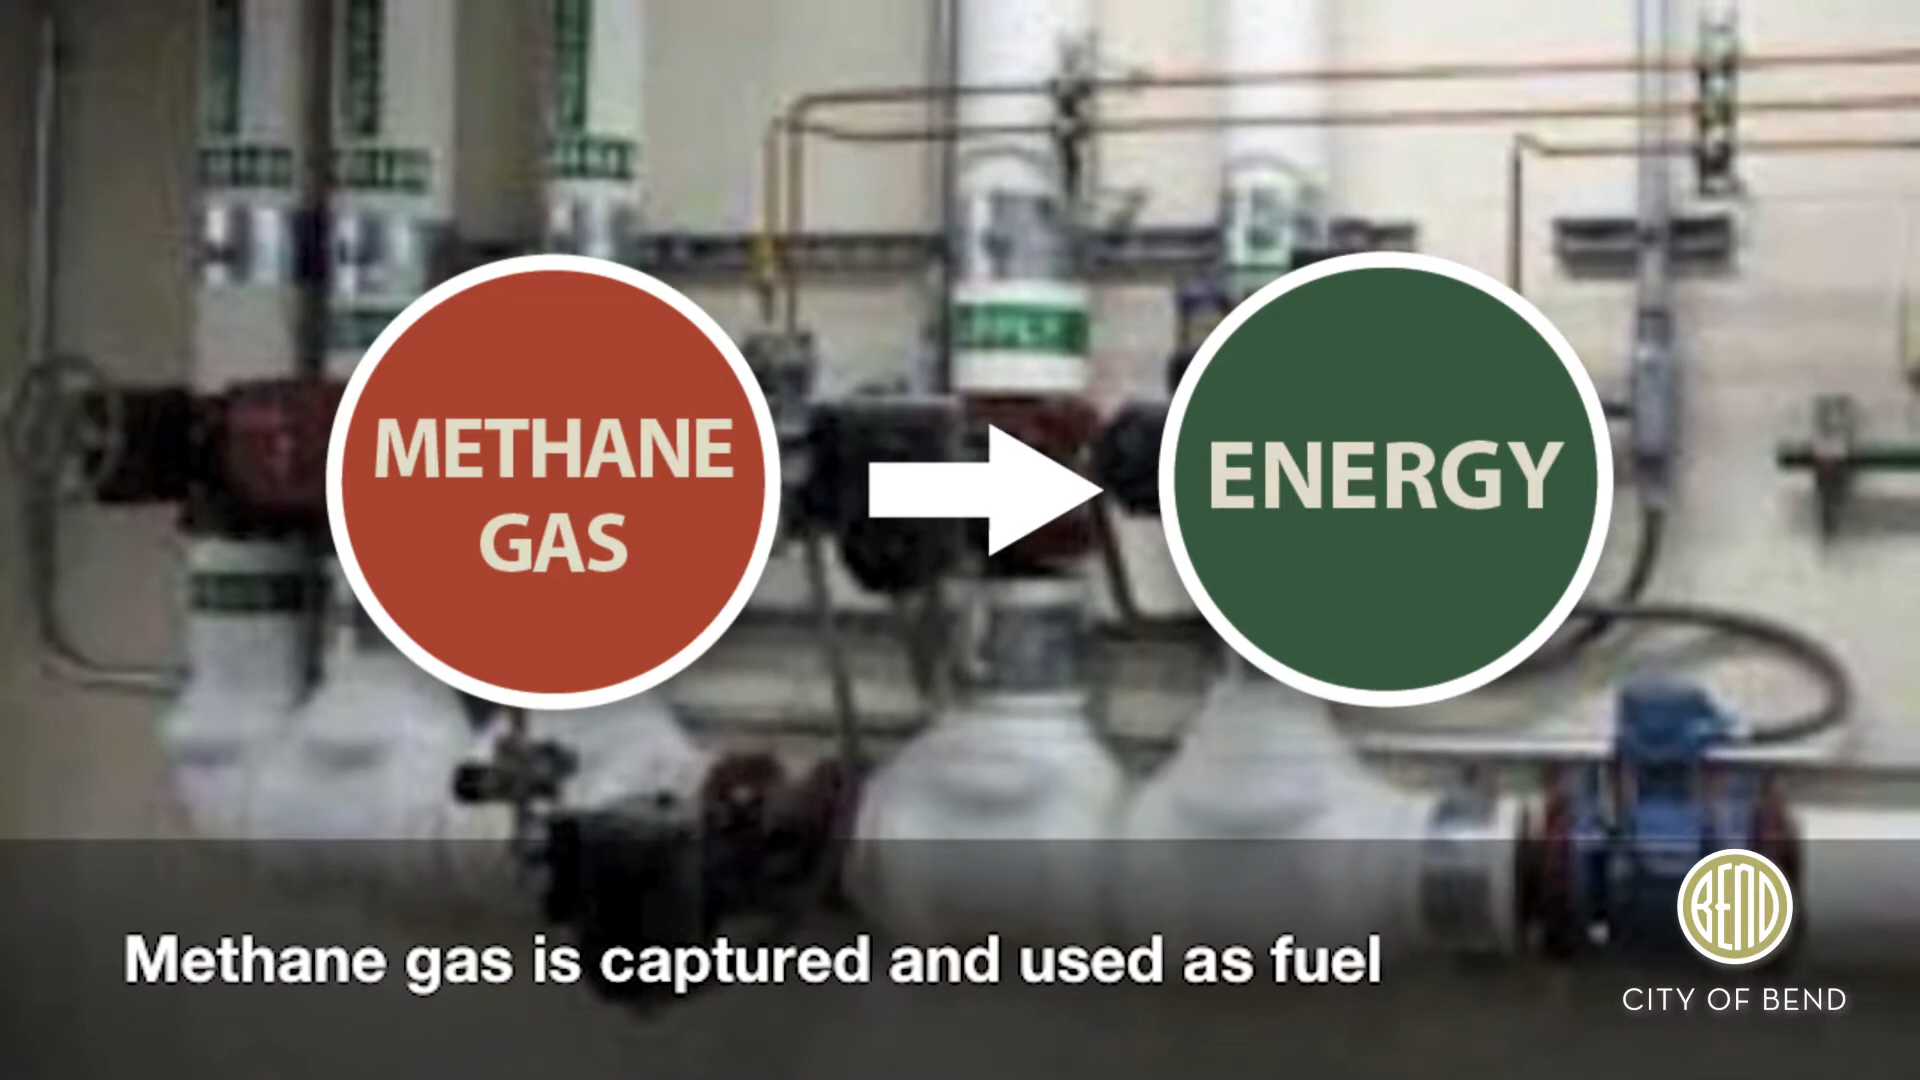 METHANE
GAS
ENERGY
Methane gas is captured and used as fuel
BEND
CITY OF BEND